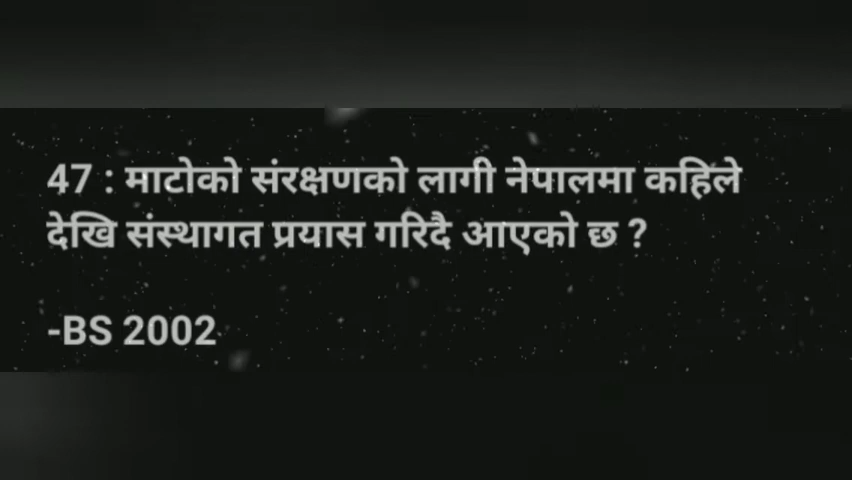 47 : माटोको संरक्षणको लागी नेपालमा कहिले
देखि संस्थागत प्रयास गरिदै आएको छ ?
-BS 2002